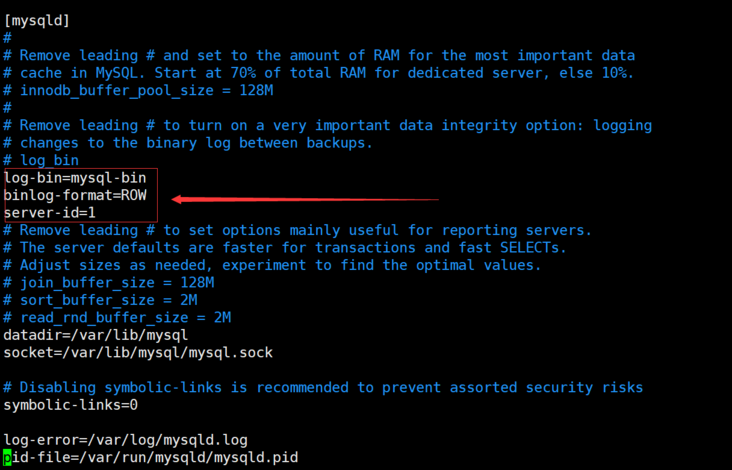 [mysqld]
#
# Remove leading # and set to the amount of RAM for the most important data
# cache in MySQL. Start at 70% of total RAM for dedicated server, else 10%.
# innodb_buffer_pool_size = 128M
#
# Remove leading # to turn on a very important data integrity option: logging
# changes to the binary log between backups.
# log_bin
log-bin=mysql-bin
binlog-format=ROW
server-id=1
# Remove leading # to set options mainly useful for reporting servers.
# The server defaults are faster for transactions and fast SELECTs.
# Adjust sizes as needed, experiment to find the optimal values.
# join_buffer_size = 128M
# sort_buffer_size = 2M
# read_rnd_buffer_size = 2M
datadir=/var/lib/mysql
socket=/var/lib/mysql/mysql.sock
# Disabling symbolic-links is recommended to prevent assorted security risks
symbolic-links=0
log-error=/var/log/mysqld.log
pid-file=/var/run/mysqld/mysqld.pid